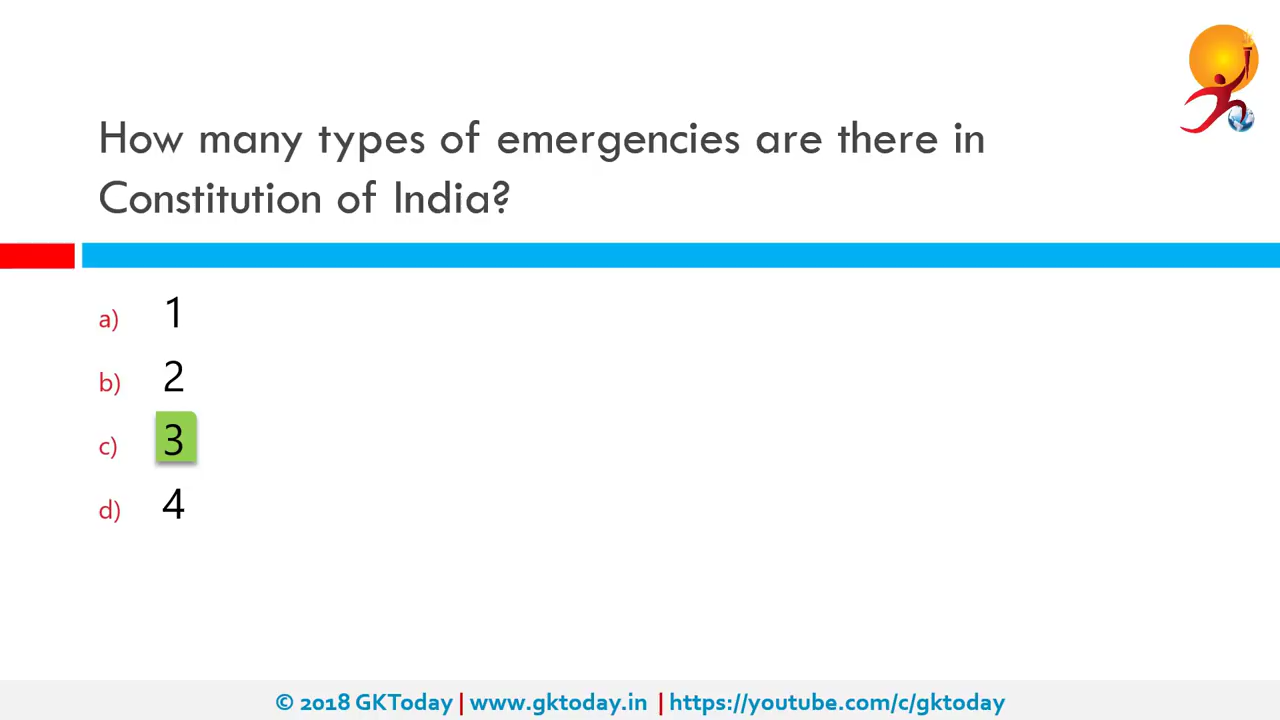 How many types of emergencies are there in
Constitution of India?
a) 1
b) 2
c) 3
d) 4
© 2018 GKToday | www.gktoday.in | https://youtube.com/c/gktoday